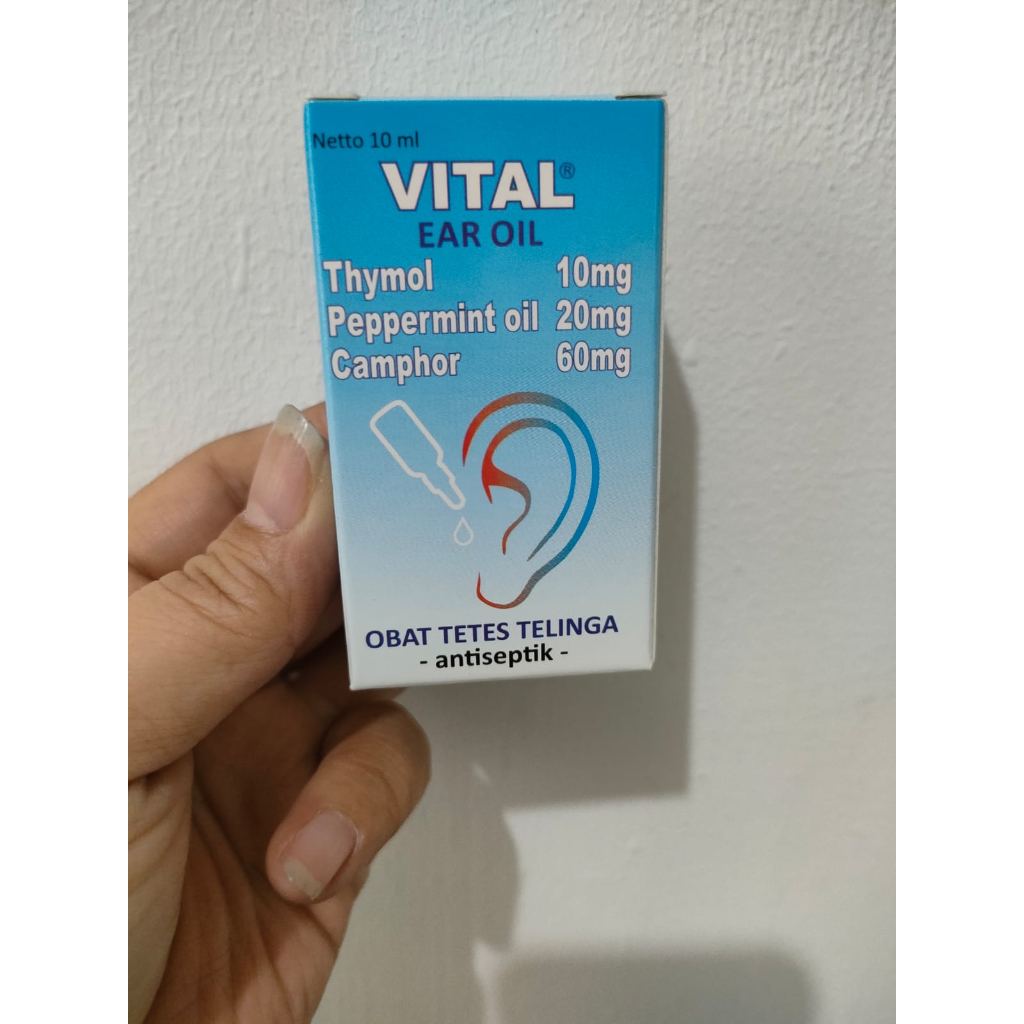 Netto 10 ml
VITAL®
EAR OIL
Thymol 10mg
Peppermint oil 20mg
Camphor 60mg
OBAT TETES TELINGA
- antiseptik -